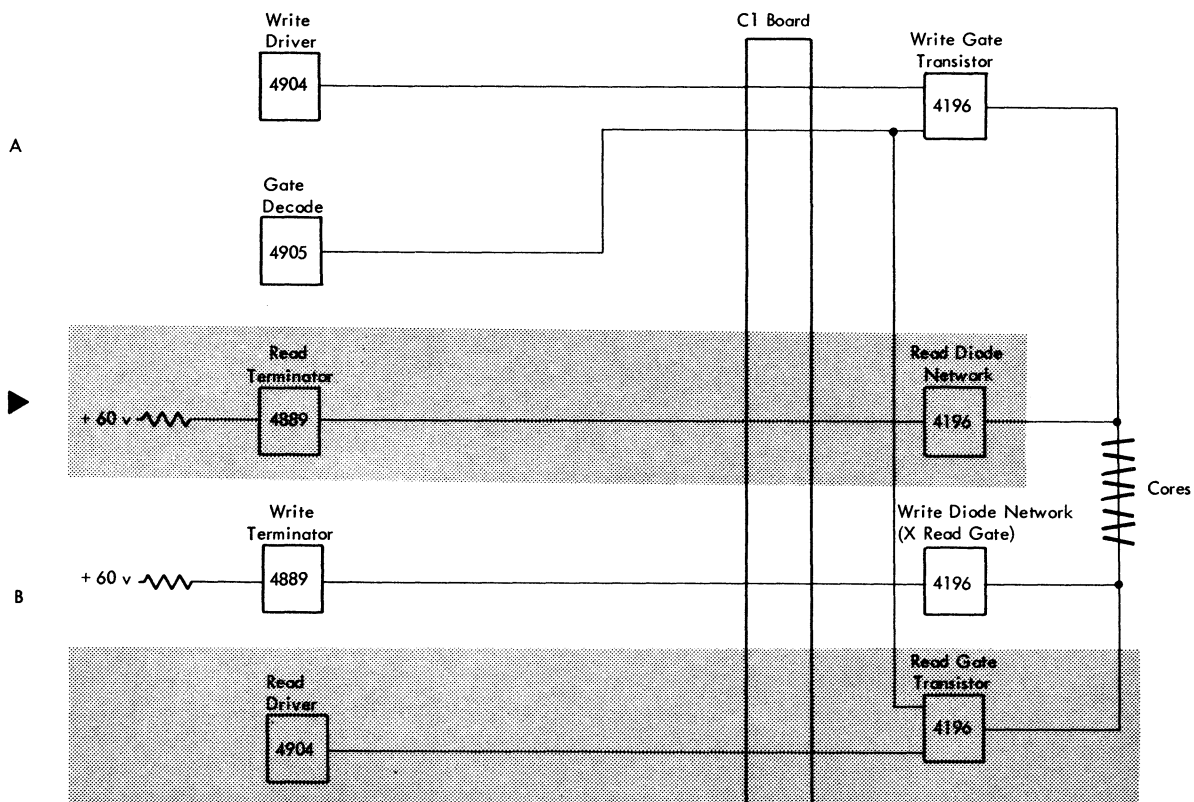 Write
Driver
4904
C1 Board
Write Gate
Transistor
4196
A
Gate
Decode
4905
Read
Terminator
+ 60 v
4889
Read Diode
Network
4196
Cores
Write
Terminator
+ 60 v
4889
Write Diode Network
(X Read Gate)
4196
B
Read
Driver
4904
Read Gate
Transistor
4196